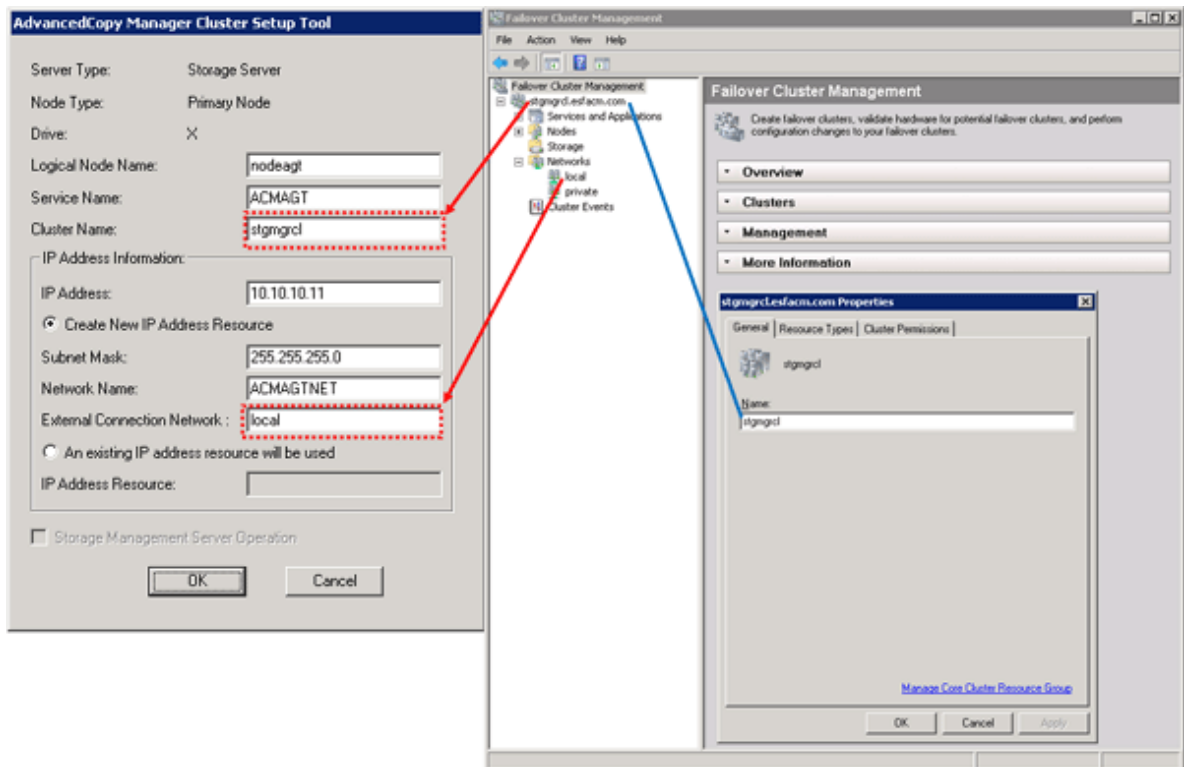 AdvancedCopy Manager Cluster Setup Tool
Server Type: Storage Server
Node Type: Primary Node
Drive: X
Logical Node Name: nodeagt
Service Name: ACMAGT
Cluster Name: stgmgrcl
IP Address Information:
IP Address: 10.10.10.11
Create New IP Address Resource
Subnet Mask: 255.255.255.0
Network Name: ACMAGTNET
External Connection Network : local
An existing IP address resource will be used
IP Address Resource:
Storage Management Server Operation
OK Cancel
Failover Cluster Management
File Action View Help
Failover Cluster Management
stgmgrcl.esfacm.com
Services and Applications
Nodes
Storage
Networks
local
private
Cluster Events
Failover Cluster Management
Create failover clusters, validate hardware for potential failover clusters, and perform
configuration changes to your failover clusters.
Overview
Clusters
Management
More Information
stgmgrcl.esfacm.com Properties
General Resource Types Cluster Permissions
stgmgrcl
Name:
stgmgrcl
Manage Core Cluster Resource Group
OK Cancel Apply